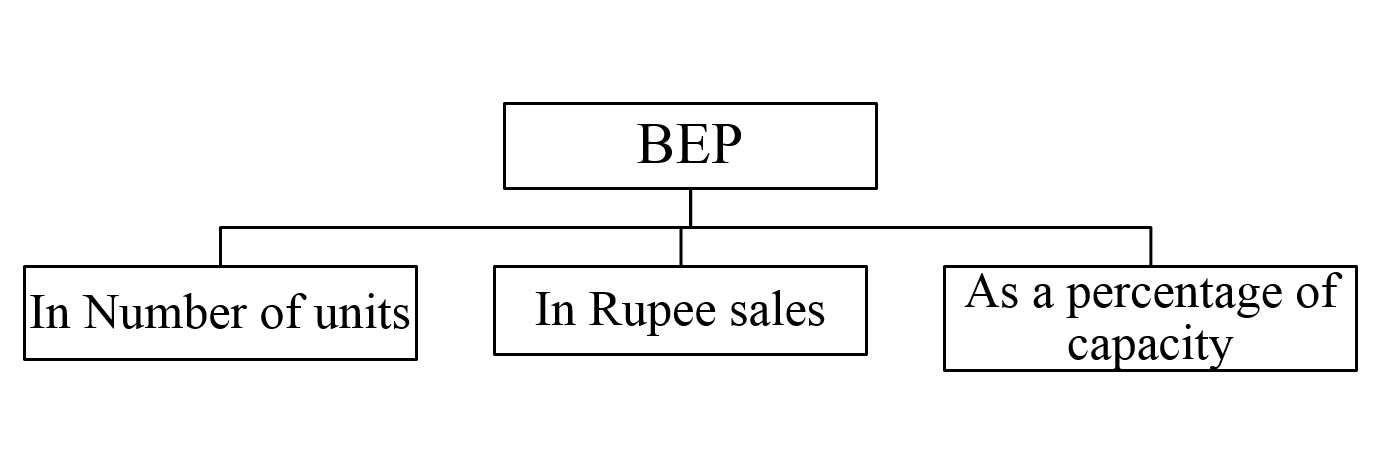 BEP
In Number of units
In Rupee sales
As a percentage of
capacity